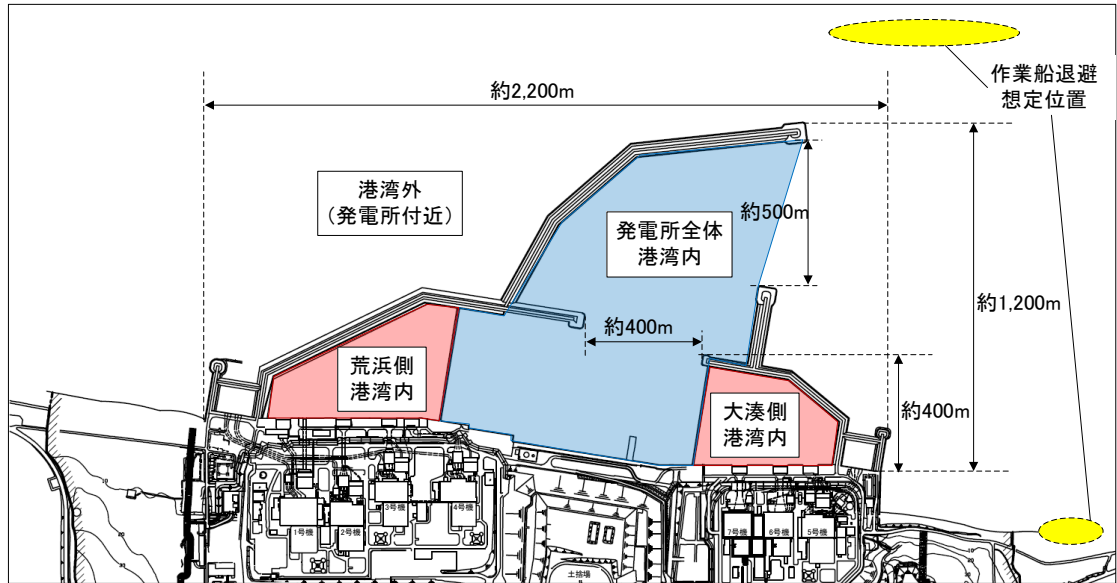 作業船退避
想定位置
約2,200m
港湾外
（発電所付近）
発電所全体
港湾内
約500m
約1,200m
約400m
荒浜側
港湾内
大湊側
港湾内
約400m
1号機
2号機
3号機
4号機
7号機
6号機
5号機
土捨場